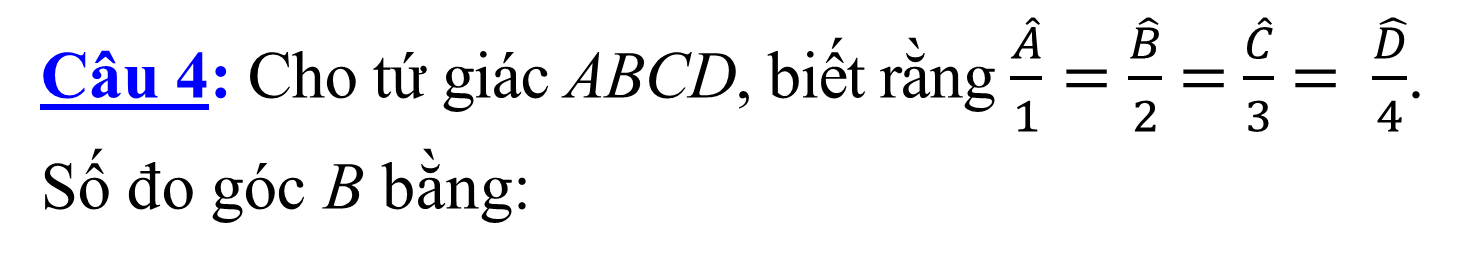 Câu 4: Cho tứ giác ABCD, biết rằng Â/1 = B̂/2 = Ĉ/3 = D̂/4.
Số đo góc B bằng: